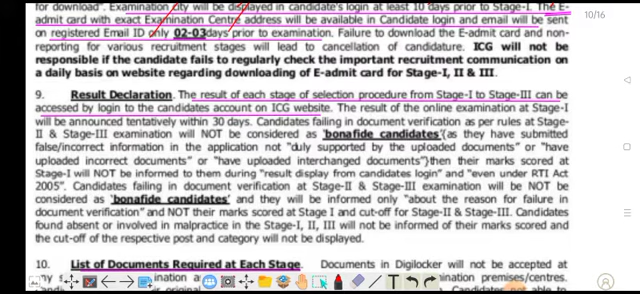 for download". Examination city will be displayed in candidate's login at least 10 days prior to Stage-I. The E-
admit card with exact Examination Centre address will be available in Candidate login and email will be sent
on registered Email ID only 02-03days prior to examination. Failure to download the E-admit card and non-
reporting for various recruitment stages will lead to cancellation of candidature. ICG will not be
responsible if the candidate fails to regularly check the important recruitment communication on
a daily basis on website regarding downloading of E-admit card for Stage-I, II & III.
9. Result Declaration. The result of each stage of selection procedure from Stage-I to Stage-III can be
accessed by login to the candidates account on ICG website. The result of the online examination at Stage-I
will be announced tentatively within 30 days. Candidates failing in document verification as per rules at Stage-
II & Stage-III examination will NOT be considered as 'bonafide candidates'(as they have submitted
false/incorrect information in the application not "duly supported by the uploaded documents" or "have
uploaded incorrect documents" or "have uploaded interchanged documents")then their marks scored at
Stage-I will NOT be informed to them during "result display from candidates login" and "even under RTI Act
2005". Candidates failing in document verification at Stage-II & Stage-III examination will be NOT be
considered as 'bonafide candidates' and they will be informed only "about the reason for failure in
document verification" and NOT their marks scored at Stage I and cut-off for Stage-II & Stage-III. Candidates
found absent or involved in malpractice in the Stage-I, II, III will not be informed of their marks scored and
the cut-off of the respective post and category will not be displayed.
10. List of Documents Required at Each Stage. Documents in Digilocker will not be accepted at
ination premises/centres.
10/16